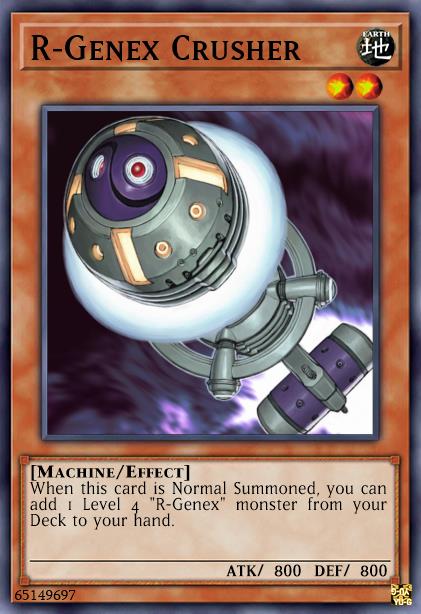 R-Genex Crusher
EARTH
地
[Machine/Effect]
When this card is Normal Summoned, you can
add 1 Level 4 "R-Genex" monster from your
Deck to your hand.
ATK/ 800 DEF/ 800
65149697